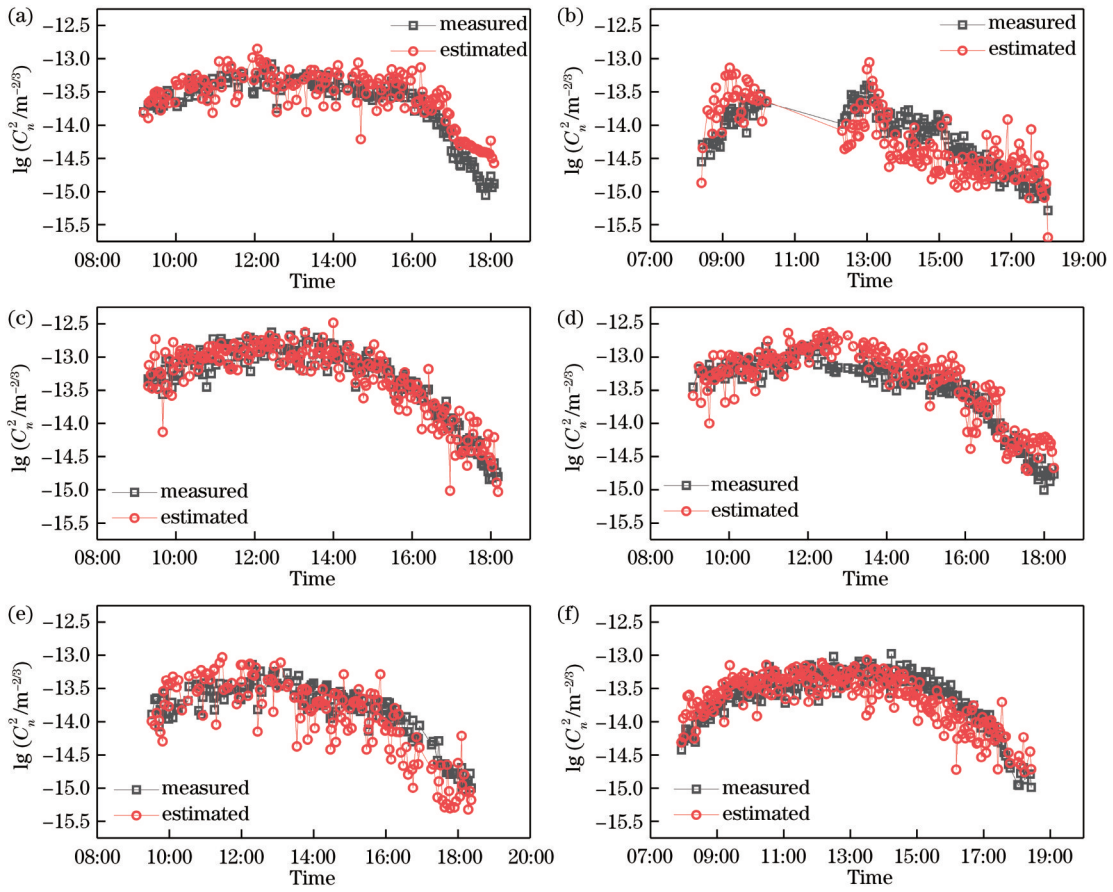 (a)
−12.5
−13.0
−13.5
−14.0
−14.5
−15.0
−15.5
lg (C_n^2/m^{−2/3})
measured
estimated
08:00 10:00 12:00 14:00 16:00 18:00
Time
(b)
−12.5
−13.0
−13.5
−14.0
−14.5
−15.0
−15.5
lg (C_n^2/m^{−2/3})
measured
estimated
07:00 09:00 11:00 13:00 15:00 17:00 19:00
Time
(c)
−12.5
−13.0
−13.5
−14.0
−14.5
−15.0
−15.5
lg (C_n^2/m^{−2/3})
measured
estimated
08:00 10:00 12:00 14:00 16:00 18:00
Time
(d)
−12.5
−13.0
−13.5
−14.0
−14.5
−15.0
−15.5
lg (C_n^2/m^{−2/3})
measured
estimated
08:00 10:00 12:00 14:00 16:00 18:00
Time
(e)
−12.5
−13.0
−13.5
−14.0
−14.5
−15.0
−15.5
lg (C_n^2/m^{−2/3})
measured
estimated
08:00 10:00 12:00 14:00 16:00 18:00 20:00
Time
(f)
−12.5
−13.0
−13.5
−14.0
−14.5
−15.0
−15.5
lg (C_n^2/m^{−2/3})
measured
estimated
07:00 09:00 11:00 13:00 15:00 17:00 19:00
Time